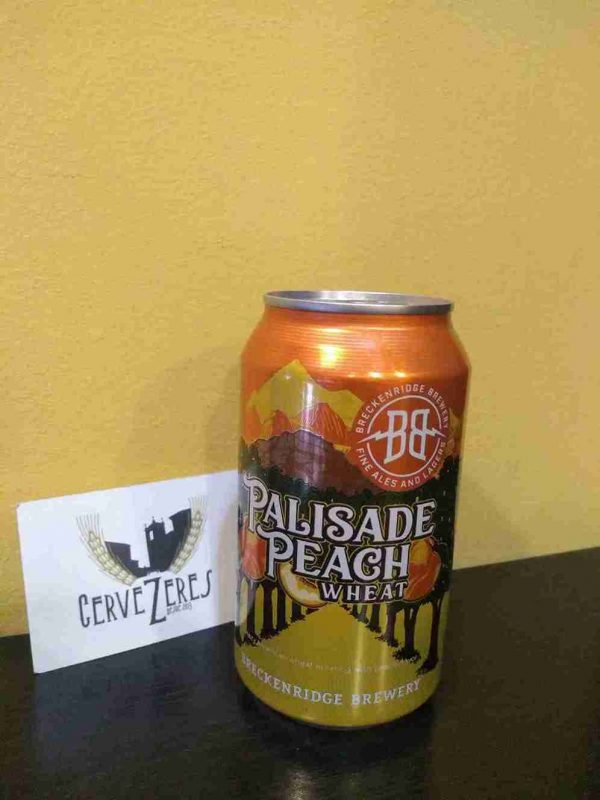 BRECKENRIDGE BREWERY
BB
FINE ALES AND LAGERS
PALISADE
PEACH
WHEAT
BRECKENRIDGE BREWERY
CERVEZERES